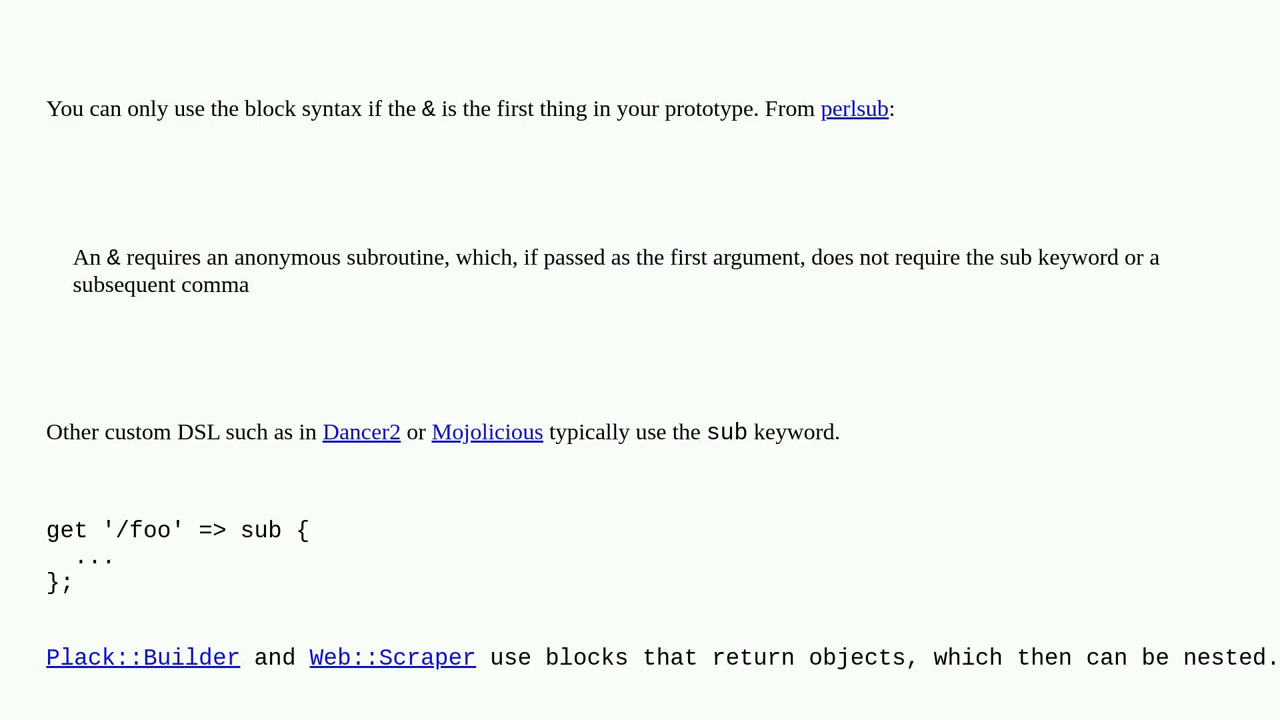 You can only use the block syntax if the & is the first thing in your prototype. From perlsub:
An & requires an anonymous subroutine, which, if passed as the first argument, does not require the sub keyword or a
subsequent comma
Other custom DSL such as in Dancer2 or Mojolicious typically use the sub keyword.
get '/foo' => sub {
  ...
};
Plack::Builder and Web::Scraper use blocks that return objects, which then can be nested.